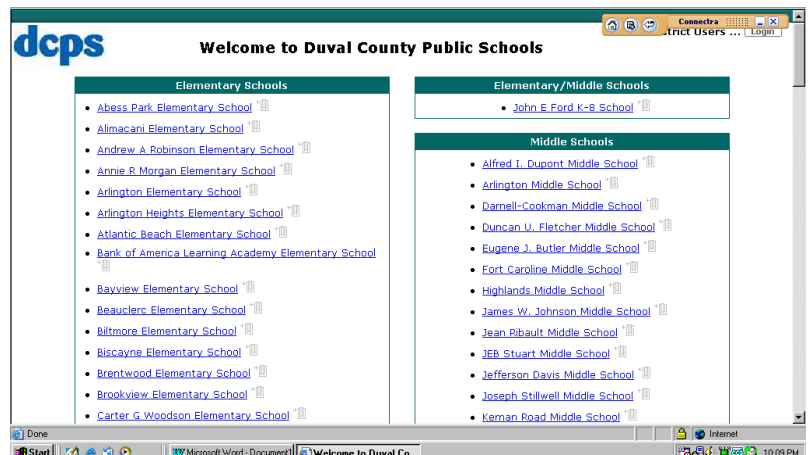 Connectra
dcps
Welcome to Duval County Public Schools
trict Users ... Login
Elementary Schools
Abess Park Elementary School
Alimacani Elementary School
Andrew A Robinson Elementary School
Annie R Morgan Elementary School
Arlington Elementary School
Arlington Heights Elementary School
Atlantic Beach Elementary School
Bank of America Learning Academy Elementary School
Bayview Elementary School
Beauclerc Elementary School
Biltmore Elementary School
Biscayne Elementary School
Brentwood Elementary School
Brookview Elementary School
Carter G Woodson Elementary School
Elementary/Middle Schools
John E Ford K-8 School
Middle Schools
Alfred I. Dupont Middle School
Arlington Middle School
Darnell-Cookman Middle School
Duncan U. Fletcher Middle School
Eugene J. Butler Middle School
Fort Caroline Middle School
Highlands Middle School
James W. Johnson Middle School
Jean Ribault Middle School
JEB Stuart Middle School
Jefferson Davis Middle School
Joseph Stillwell Middle School
Kernan Road Middle School
Done
Internet
Start
Microsoft Word - Document1
Welcome to Duval Co...
10:09 PM